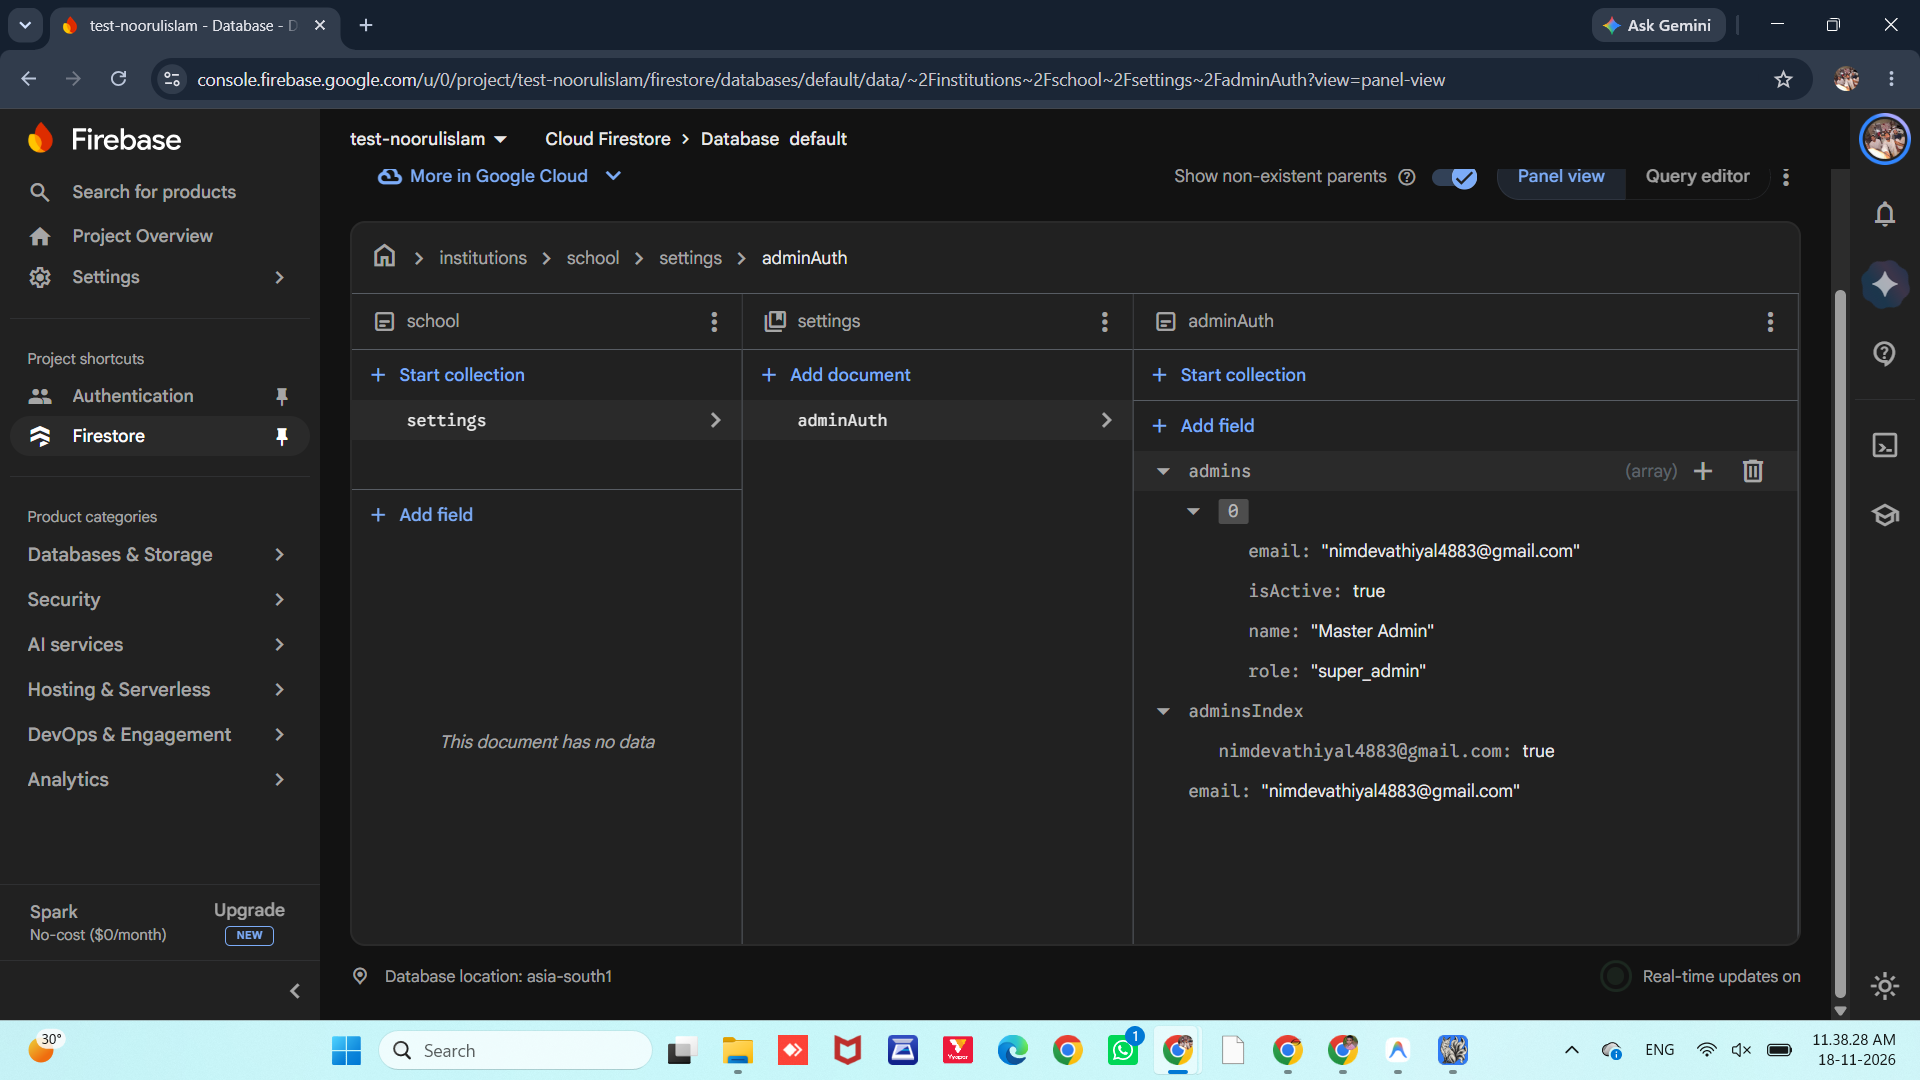 test-noorulislam - Database - D
Ask Gemini
console.firebase.google.com/u/0/project/test-noorulislam/firestore/databases/default/data/~2Finstitutions~2Fschool~2Fsettings~2FadminAuth?view=panel-view
Firebase
Search for products
Project Overview
Settings
Project shortcuts
Authentication
Firestore
Product categories
Databases & Storage
Security
AI services
Hosting & Serverless
DevOps & Engagement
Analytics
Spark
No-cost ($0/month)
Upgrade
NEW
test-noorulislam
Cloud Firestore > Database default
More in Google Cloud
Show non-existent parents
Panel view
Query editor
institutions > school > settings > adminAuth
school
Start collection
settings
Add field
This document has no data
settings
Add document
adminAuth
adminAuth
Start collection
Add field
admins
(array)
0
email: "nimdevathiyal4883@gmail.com"
isActive: true
name: "Master Admin"
role: "super_admin"
adminsIndex
nimdevathiyal4883@gmail.com: true
email: "nimdevathiyal4883@gmail.com"
Database location: asia-south1
Real-time updates on
30°
Search
Vyapar
1
ENG
11.38.28 AM
18-11-2026